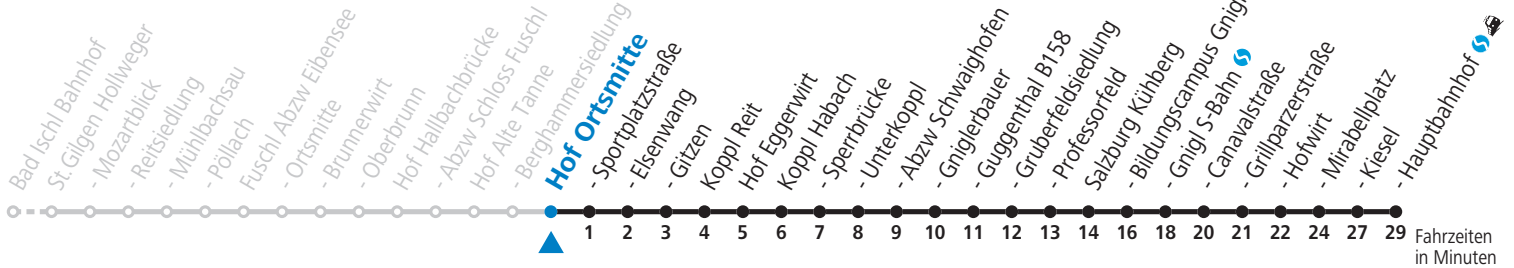 Bad Ischl Bahnhof
St.Gilgen Hollweger
- Mozartblick
- Reitsiedlung
- Mühlbachsau
- Pöllach
Fuschl Abzw Eibensee
- Ortsmitte
- Brunnenwirt
- Oberbrunn
Hof Hallbachbrücke
- Abzw Schloss Fuschl
Hof Alte Tanne
- Berghammersiedlung
Hof Ortsmitte
- Sportplatzstraße
- Elsenwang
- Gitzen
Koppl Reit
Hof Eggerwirt
Koppl Habach
- Sperrbrücke
- Unterkoppl
- Abzw Schwaighofen
- Gniglerbauer
- Guggenthal B158
- Gruberfeldsiedlung
- Professorfeld
Salzburg Kühberg
- Bildungscampus Gnigl
- Gnigl S-Bahn
- Canavalstraße
- Grillparzerstraße
- Hofwirt
- Mirabellplatz
- Kiesel
- Hauptbahnhof
1 2 3 4 5 6 7 8 9 10 11 12 13 14 16 18 20 21 22 24 27 29
Fahrzeiten
in Minuten